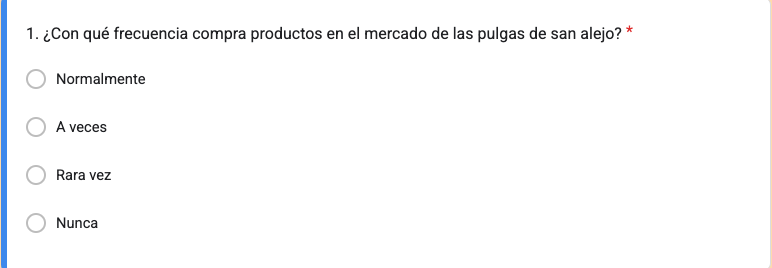 1. ¿Con qué frecuencia compra productos en el mercado de las pulgas de san alejo? *
Normalmente
A veces
Rara vez
Nunca